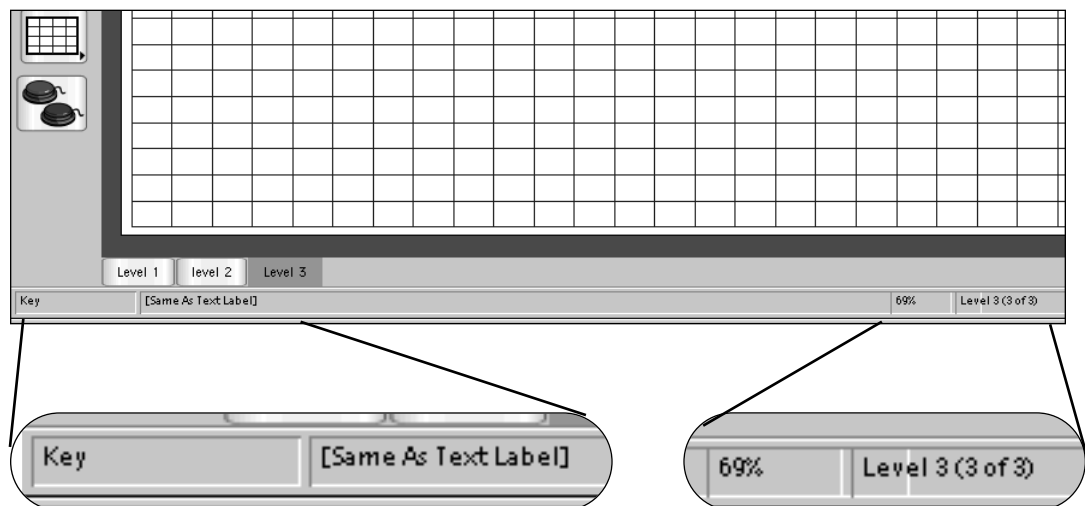 Level 1 level 2 Level 3
Key [Same As Text Label] 69% Level 3 (3 of 3)
Key [Same As Text Label] 69% Level 3 (3 of 3)